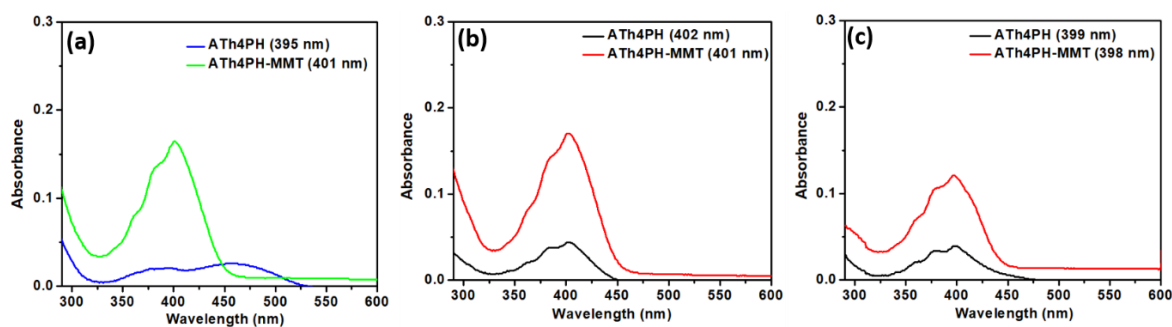 (a)
ATh4PH (395 nm)
ATh4PH-MMT (401 nm)
0.3
0.2
0.1
0.0
Absorbance
300 350 400 450 500 550 600
Wavelength (nm)
(b)
ATh4PH (402 nm)
ATh4PH-MMT (401 nm)
0.3
0.2
0.1
0.0
Absorbance
300 350 400 450 500 550 600
Wavelength (nm)
(c)
ATh4PH (399 nm)
ATh4PH-MMT (398 nm)
0.3
0.2
0.1
0.0
Absorbance
300 350 400 450 500 550 600
Wavelength (nm)